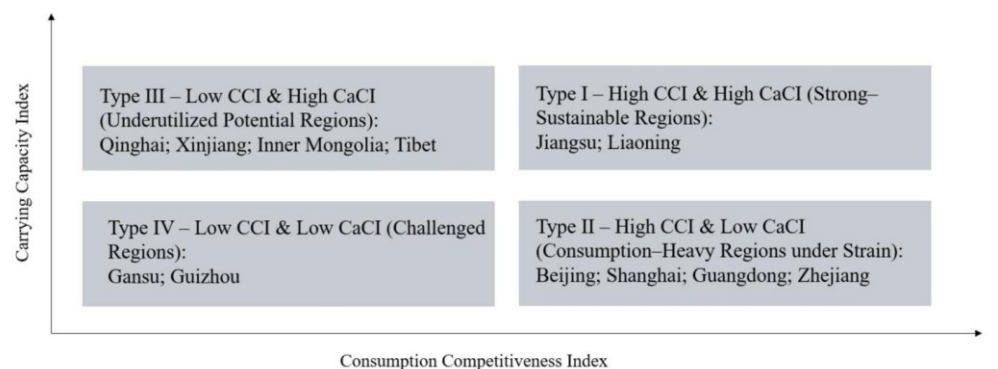 Carrying Capacity Index
Type III – Low CCI & High CaCI
(Underutilized Potential Regions):
Qinghai; Xinjiang; Inner Mongolia; Tibet
Type I – High CCI & High CaCI (Strong–
Sustainable Regions):
Jiangsu; Liaoning
Type IV – Low CCI & Low CaCI (Challenged
Regions):
Gansu; Guizhou
Type II – High CCI & Low CaCI
(Consumption–Heavy Regions under Strain):
Beijing; Shanghai; Guangdong; Zhejiang
Consumption Competitiveness Index